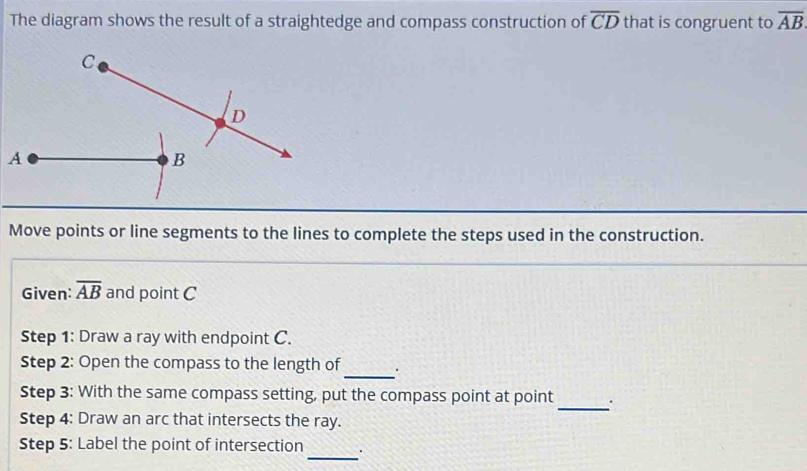 The diagram shows the result of a straightedge and compass construction of C̅D̅ that is congruent to A̅B̅.
C
D
A
B
Move points or line segments to the lines to complete the steps used in the construction.
Given: A̅B̅ and point C
Step 1: Draw a ray with endpoint C.
Step 2: Open the compass to the length of ____.
Step 3: With the same compass setting, put the compass point at point ____.
Step 4: Draw an arc that intersects the ray.
Step 5: Label the point of intersection ____.